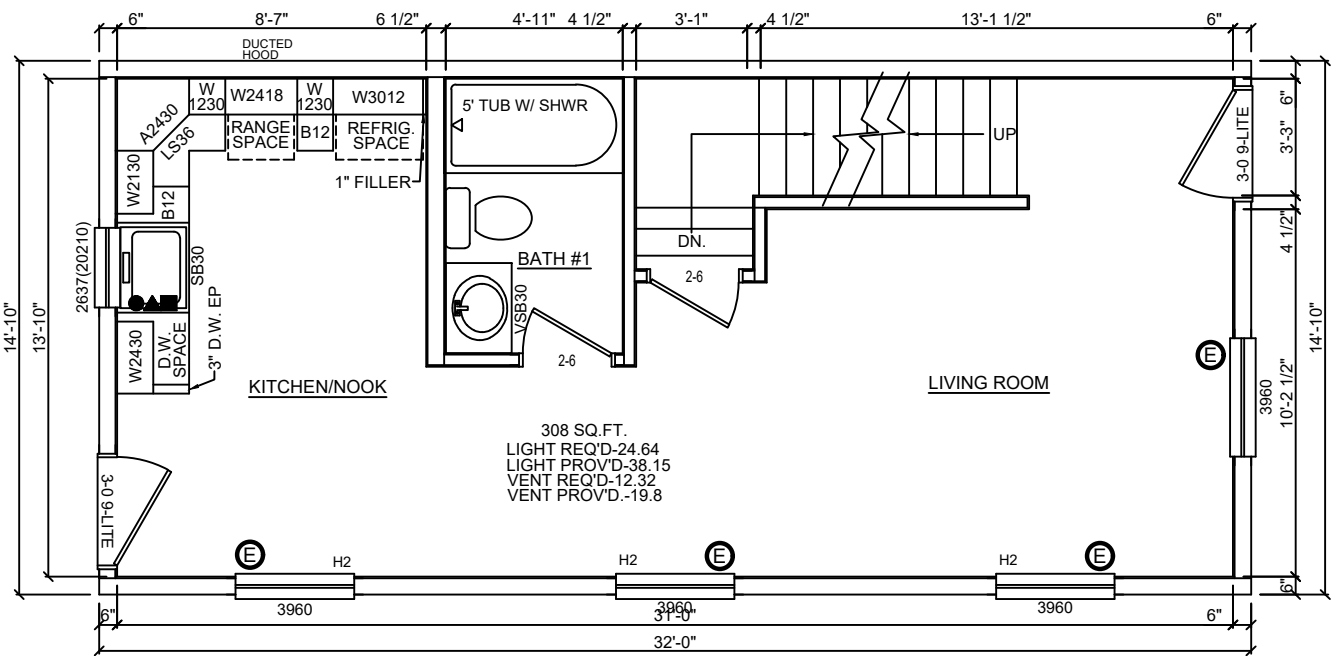 6" 8'-7" 6 1/2" 4'-11" 4 1/2" 3'-1" 4 1/2" 13'-1 1/2" 6"
DUCTED
HOOD
W
1230
W2418
W
1230
W3012
A2430
LS36
RANGE
SPACE
B12
REFRIG.
SPACE
1" FILLER
W2130
B12
2637(20210)
SB30
W2430
D.W.
SPACE
3" D.W. EP
14'-10"
13'-10"
KITCHEN/NOOK
3-0 9-LITE
5' TUB W/ SHWR
BATH #1
VSB30
2-6
UP
DN.
2-6
LIVING ROOM
308 SQ.FT.
LIGHT REQ'D-24.64
LIGHT PROV'D-38.15
VENT REQ'D-12.32
VENT PROV'D.-19.8
3-0 9-LITE
6"
3'-3"
4 1/2"
10'-2 1/2"
6"
14'-10"
E
3960
E H2
H2 E
H2 E
3960
3960
3960
6" 31'-0" 6"
32'-0"